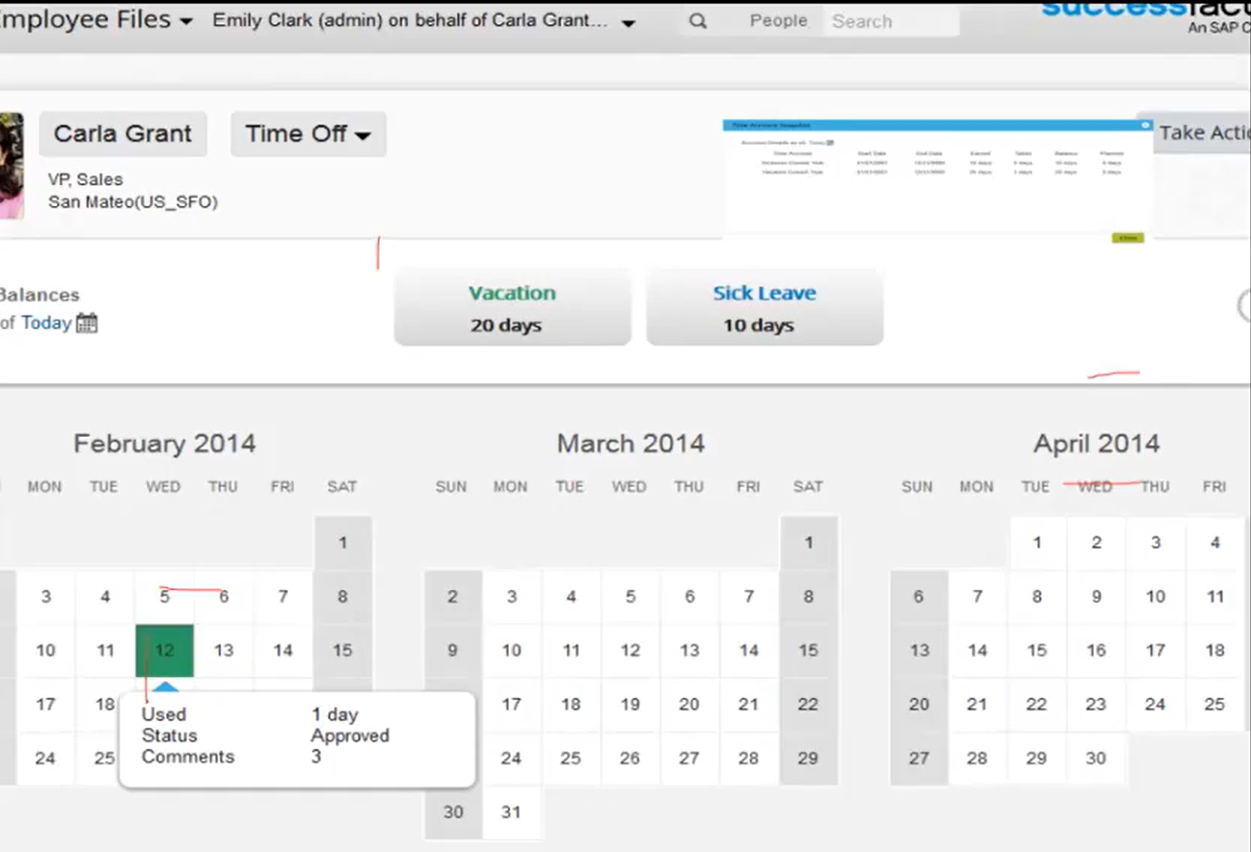 Employee Files Emily Clark (admin) on behalf of Carla Grant... People Search successfact
An SAP C
Carla Grant Time Off Take Actio
VP, Sales
San Mateo(US_SFO)
Balances
of Today
Vacation Sick Leave
20 days 10 days
February 2014 March 2014 April 2014
MON TUE WED THU FRI SAT SUN MON TUE WED THU FRI SAT SUN MON TUE WED THU FRI
1 1 1 2 3 4
3 4 5 6 7 8 2 3 4 5 6 7 8 6 7 8 9 10 11
10 11 12 13 14 15 9 10 11 12 13 14 15 13 14 15 16 17 18
17 18 17 18 19 20 21 22 20 21 22 23 24 25
24 25 24 25 26 27 28 29 27 28 29 30
30 31
Used 1 day
Status Approved
Comments 3